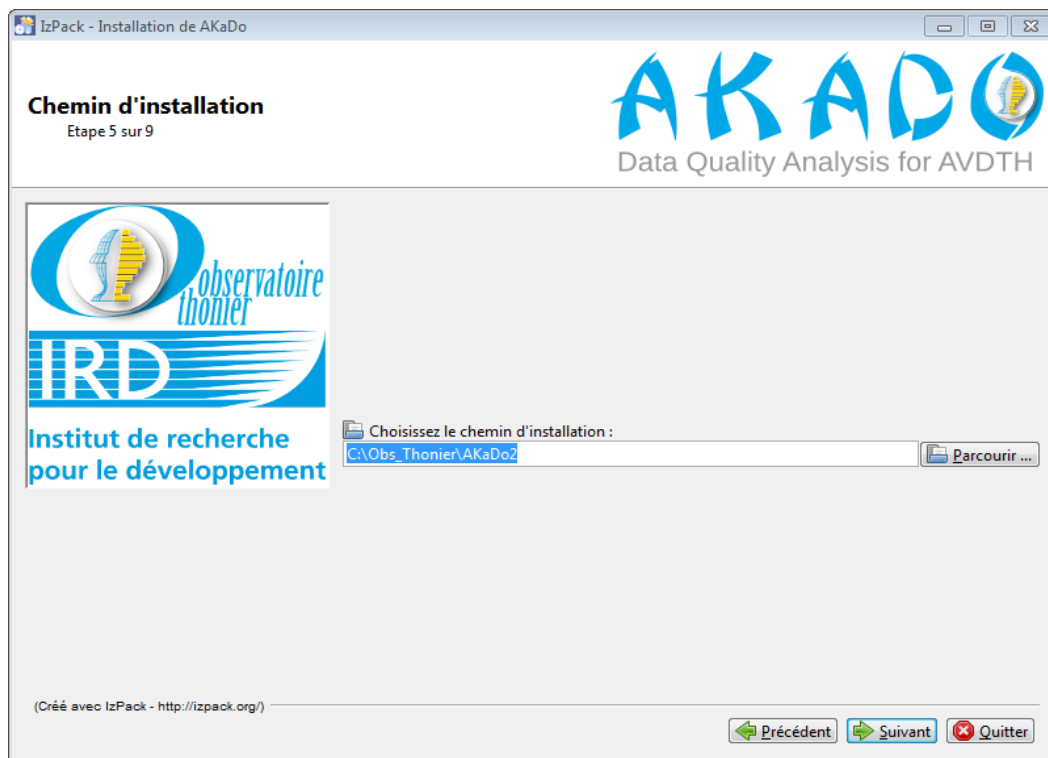 IzPack - Installation de AKaDo
Chemin d'installation
Etape 5 sur 9
AKADO
Data Quality Analysis for AVDTH
observatoire
thonier
IRD
Institut de recherche
pour le développement
Choisissez le chemin d'installation :
C:\Obs_Thonier\AKaDo2
Parcourir ...
(Créé avec IzPack - http://izpack.org/)
Précédent
Suivant
Quitter